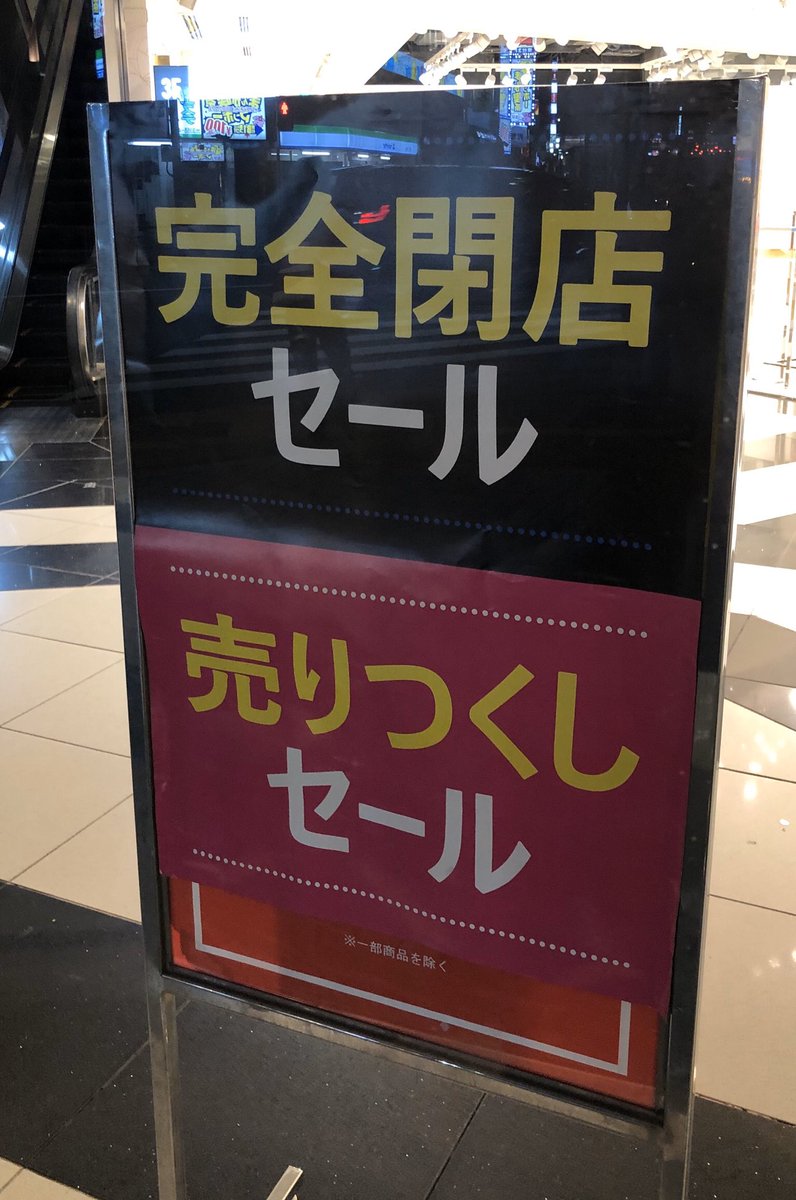 完全閉店
セール
売りつくし
セール
※一部商品を除く